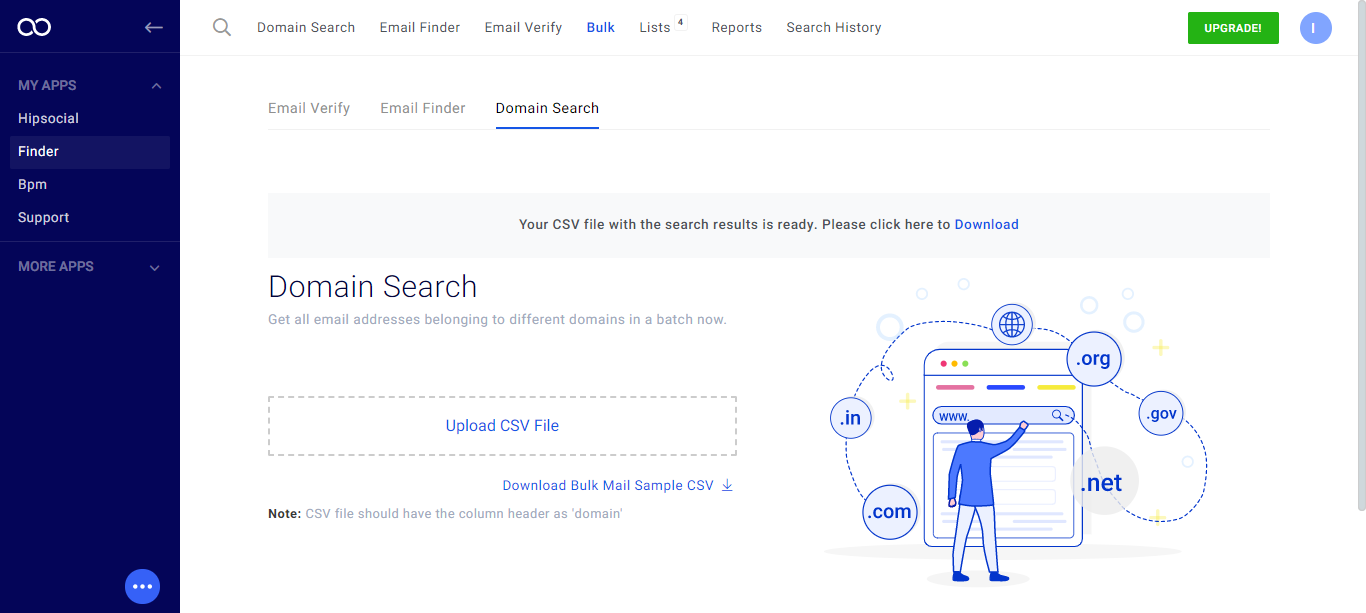 Domain Search Email Finder Email Verify Bulk Lists 4 Reports Search History UPGRADE! I
MY APPS
Hipsocial
Finder
Bpm
Support
MORE APPS
Email Verify Email Finder Domain Search
Your CSV file with the search results is ready. Please click here to Download
Domain Search
Get all email addresses belonging to different domains in a batch now.
Upload CSV File
Download Bulk Mail Sample CSV
Note: CSV file should have the column header as 'domain'
.org
.in
www
.gov
.net
.com